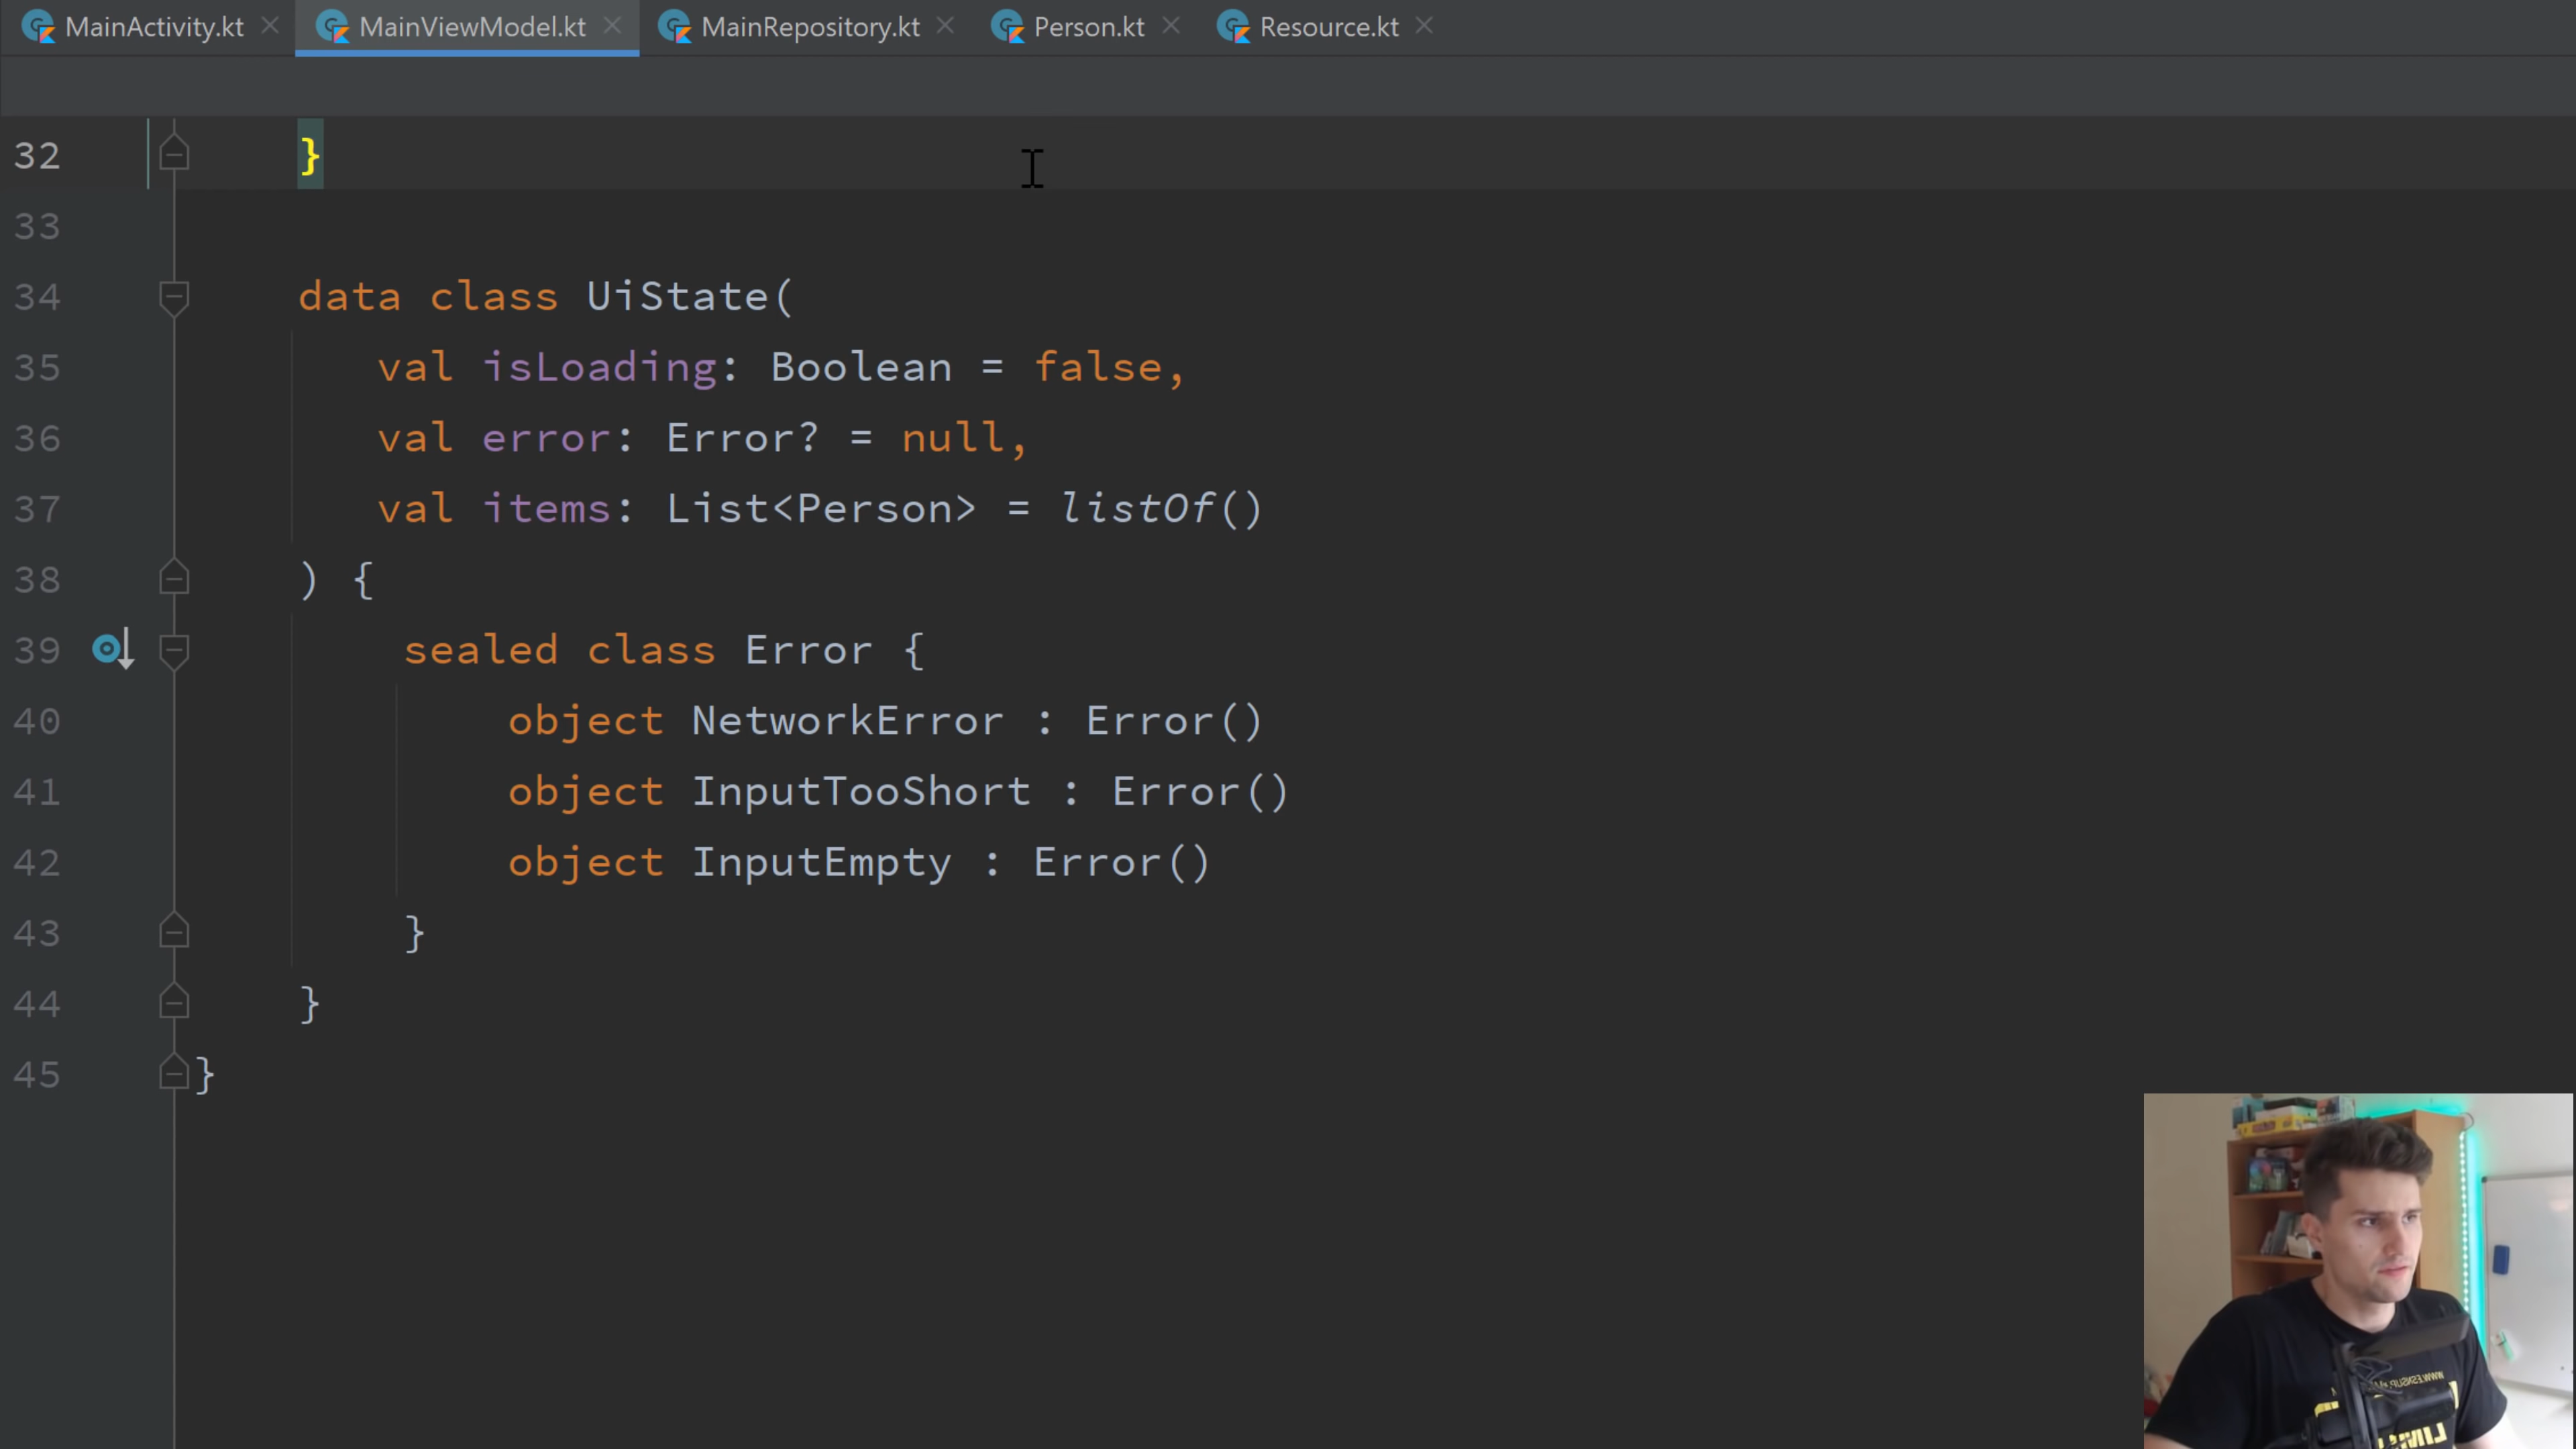 MainActivity.kt MainViewModel.kt MainRepository.kt Person.kt Resource.kt
32 }
33
34 data class UiState(
35 val isLoading: Boolean = false,
36 val error: Error? = null,
37 val items: List<Person> = listOf()
38 ) {
39 sealed class Error {
40 object NetworkError : Error()
41 object InputTooShort : Error()
42 object InputEmpty : Error()
43 }
44 }
45 }